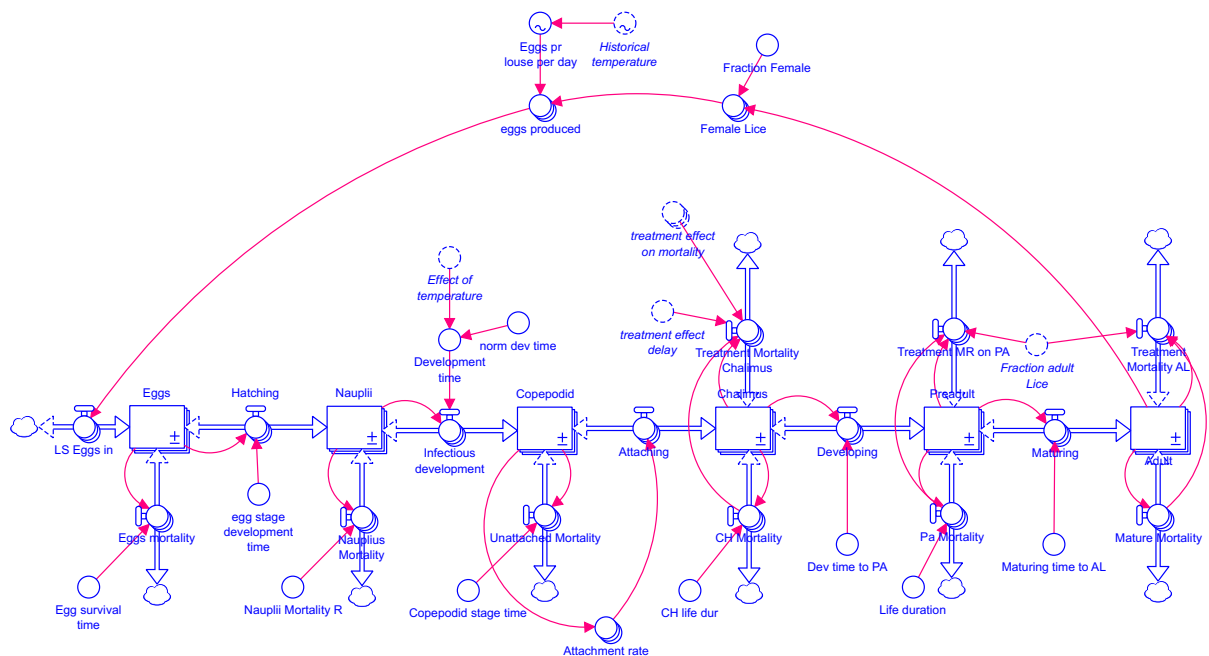 Eggs pr
louse per day
Historical
temperature
Fraction Female
eggs produced
Female Lice
treatment effect
on mortality
Effect of
temperature
norm dev time
treatment effect
delay
Development
time
Treatment Mortality
Chalimus
Treatment MR on PA
Fraction adult
Lice
Treatment
Mortality AL
Eggs
Hatching
Nauplii
Copepodid
Chalimus
Preadult
Adult
LS Eggs in
Infectious
development
Attaching
Developing
Maturing
egg stage
development
time
Eggs mortality
Nauplius
Mortality
Unattached Mortality
CH Mortality
Pa Mortality
Mature Mortality
Dev time to PA
Maturing time to AL
Egg survival
time
Nauplii Mortality R
Copepodid stage time
CH life dur
Life duration
Attachment rate